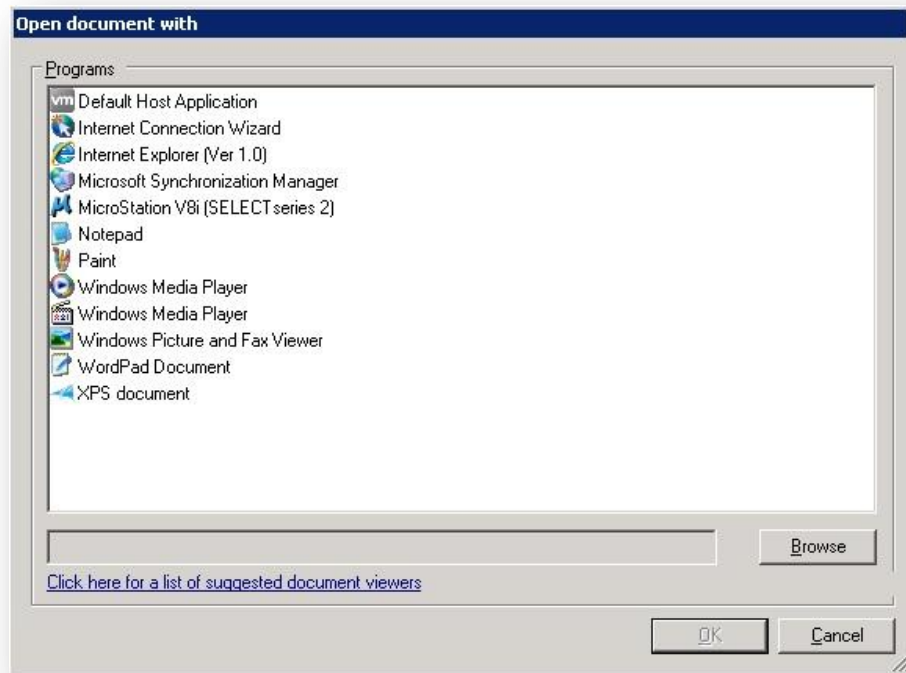 Open document with
Programs
vm Default Host Application
Internet Connection Wizard
Internet Explorer (Ver 1.0)
Microsoft Synchronization Manager
MicroStation V8i (SELECTseries 2)
Notepad
Paint
Windows Media Player
Windows Media Player
Windows Picture and Fax Viewer
WordPad Document
XPS document
Browse
Click here for a list of suggested document viewers
OK
Cancel